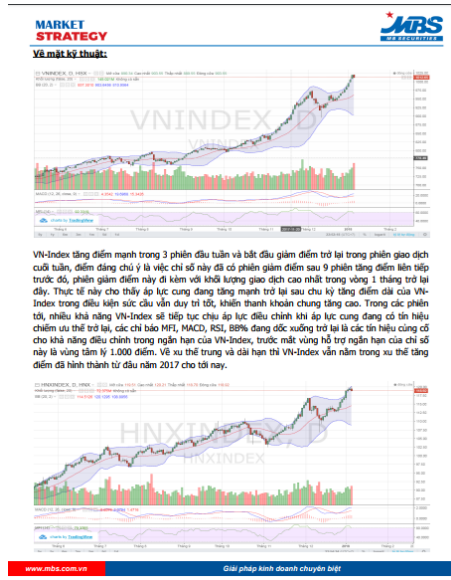 MARKET
STRATEGY
MBS
MB SECURITIES
Về mặt kỹ thuật:
VNINDEX, D, HSX
VNINDEX, D
VNINDEX
VN-Index tăng điểm mạnh trong 3 phiên đầu tuần và bắt đầu giảm điểm trở lại trong phiên giao dịch
cuối tuần, điểm đáng chú ý là việc chỉ số này đã có phiên giảm điểm sau 9 phiên tăng điểm liên tiếp
trước đó, phiên giảm điểm này đi kèm với khối lượng giao dịch cao nhất trong vòng 1 tháng trở lại
đây. Thực tế này cho thấy áp lực cung đang tăng mạnh trở lại sau chu kỳ tăng điểm dài của VN-
Index trong điều kiện sức cầu vẫn duy trì tốt, khiến thanh khoản chung tăng cao. Trong các phiên
tới, nhiều khả năng VN-Index sẽ tiếp tục chịu áp lực điều chỉnh khi áp lực cung đang có tín hiệu
chiếm ưu thế trở lại, các chỉ báo MFI, MACD, RSI, BB% đang dốc xuống trở lại là các tín hiệu củng cố
cho khả năng điều chỉnh trong ngắn hạn của VN-Index, trước mắt vùng hỗ trợ ngắn hạn của chỉ số
này là vùng tâm lý 1.000 điểm. Về xu thế trung và dài hạn thì VN-Index vẫn nằm trong xu thế tăng
điểm đã hình thành từ đầu năm 2017 cho tới nay.
HNXINDEX, D, HNX
HNXINDEX, D
HNXINDEX
www.mbs.com.vn Giải pháp kinh doanh chuyên biệt